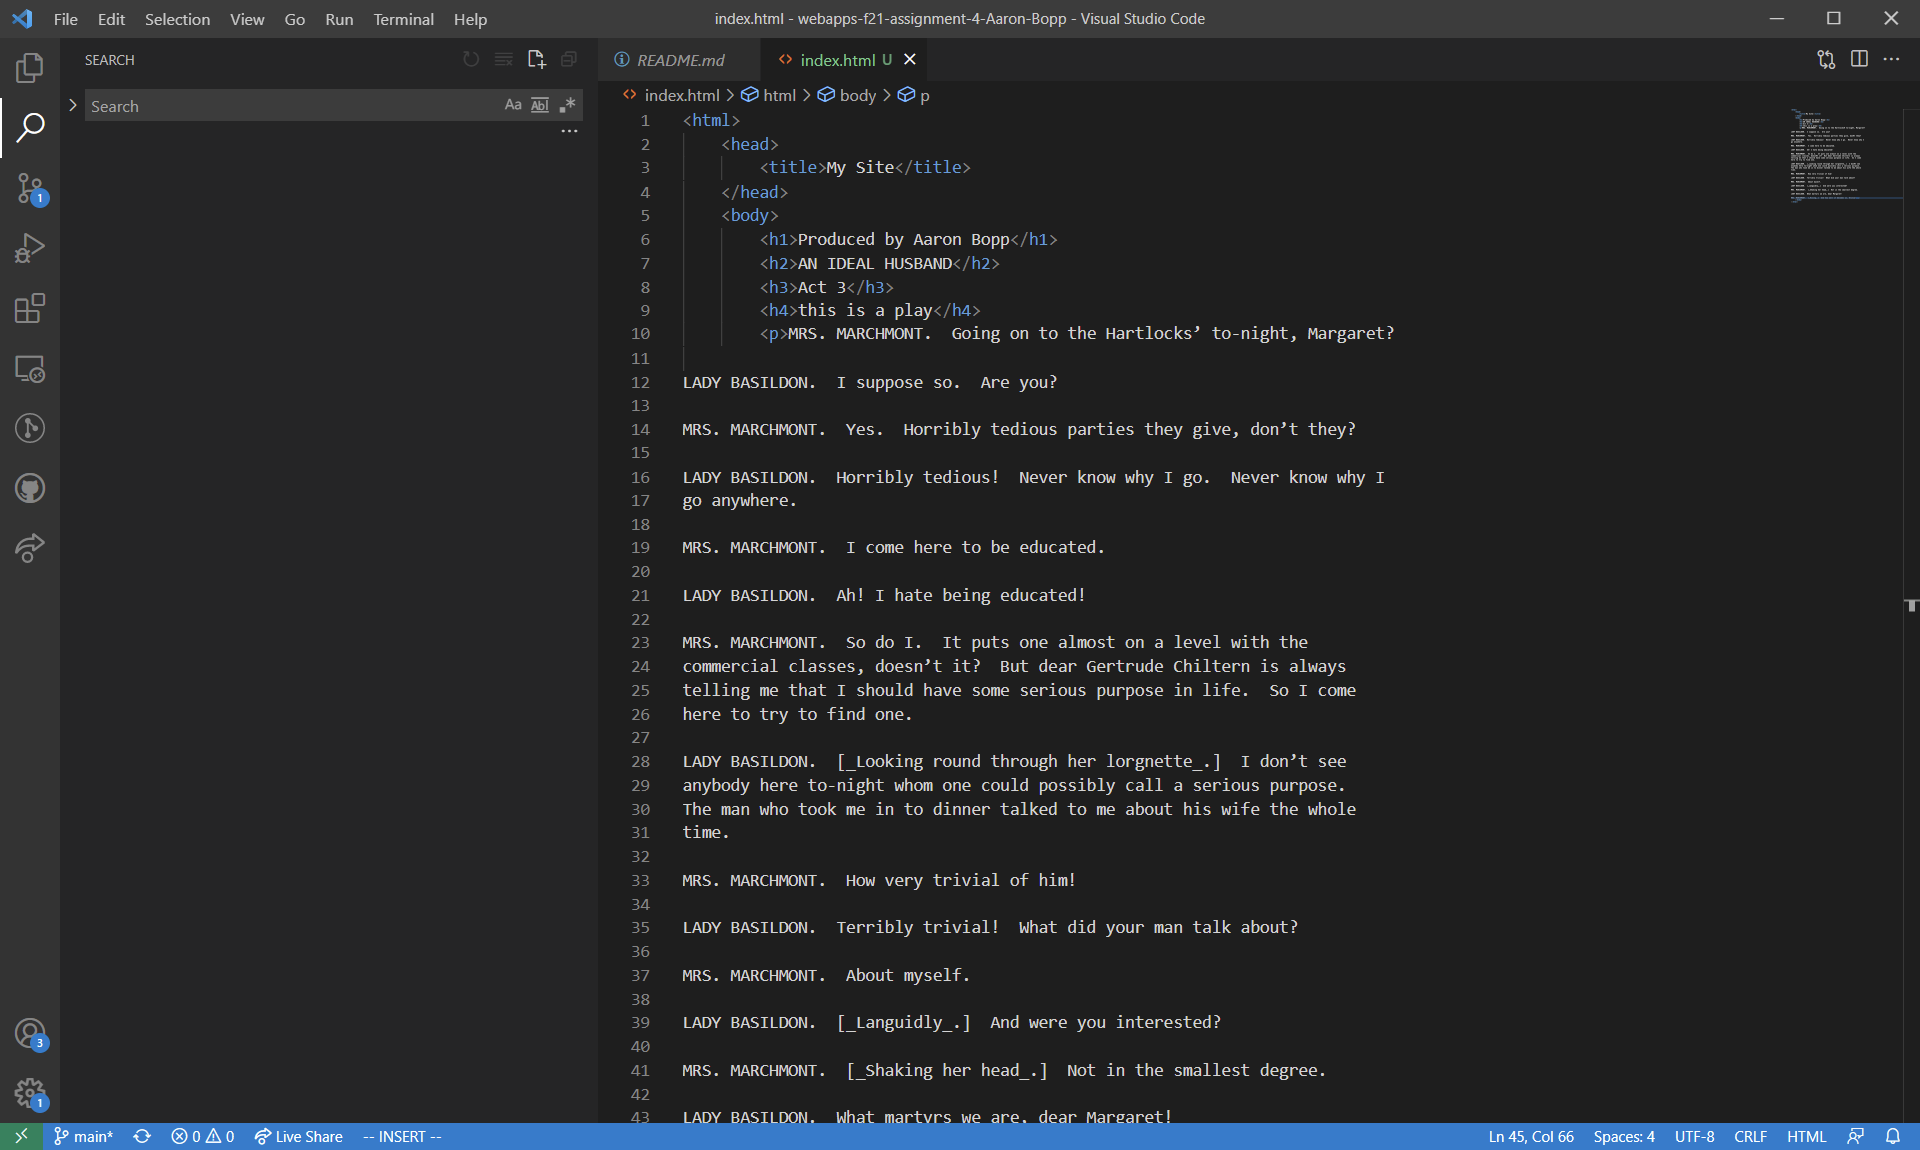 File Edit Selection View Go Run Terminal Help
index.html - webapps-f21-assignment-4-Aaron-Bopp - Visual Studio Code
SEARCH
Search
Aa Abl .*
README.md
index.html U
index.html > html > body > p
1 <html>
2 <head>
3 <title>My Site</title>
4 </head>
5 <body>
6 <h1>Produced by Aaron Bopp</h1>
7 <h2>AN IDEAL HUSBAND</h2>
8 <h3>Act 3</h3>
9 <h4>this is a play</h4>
10 <p>MRS. MARCHMONT.  Going on to the Hartlocks’ to-night, Margaret?
11
12 LADY BASILDON.  I suppose so.  Are you?
13
14 MRS. MARCHMONT.  Yes.  Horribly tedious parties they give, don’t they?
15
16 LADY BASILDON.  Horribly tedious!  Never know why I go.  Never know why I
17 go anywhere.
18
19 MRS. MARCHMONT.  I come here to be educated.
20
21 LADY BASILDON.  Ah! I hate being educated!
22
23 MRS. MARCHMONT.  So do I.  It puts one almost on a level with the
24 commercial classes, doesn’t it?  But dear Gertrude Chiltern is always
25 telling me that I should have some serious purpose in life.  So I come
26 here to try to find one.
27
28 LADY BASILDON.  [_Looking round through her lorgnette_.]  I don’t see
29 anybody here to-night whom one could possibly call a serious purpose.
30 The man who took me in to dinner talked to me about his wife the whole
31 time.
32
33 MRS. MARCHMONT.  How very trivial of him!
34
35 LADY BASILDON.  Terribly trivial!  What did your man talk about?
36
37 MRS. MARCHMONT.  About myself.
38
39 LADY BASILDON.  [_Languidly_.]  And were you interested?
40
41 MRS. MARCHMONT.  [_Shaking her head_.]  Not in the smallest degree.
42
43 LADY BASILDON.  What martyrs we are, dear Margaret!
1
3
1
main* 0 0 Live Share -- INSERT --
Ln 45, Col 66 Spaces: 4 UTF-8 CRLF HTML